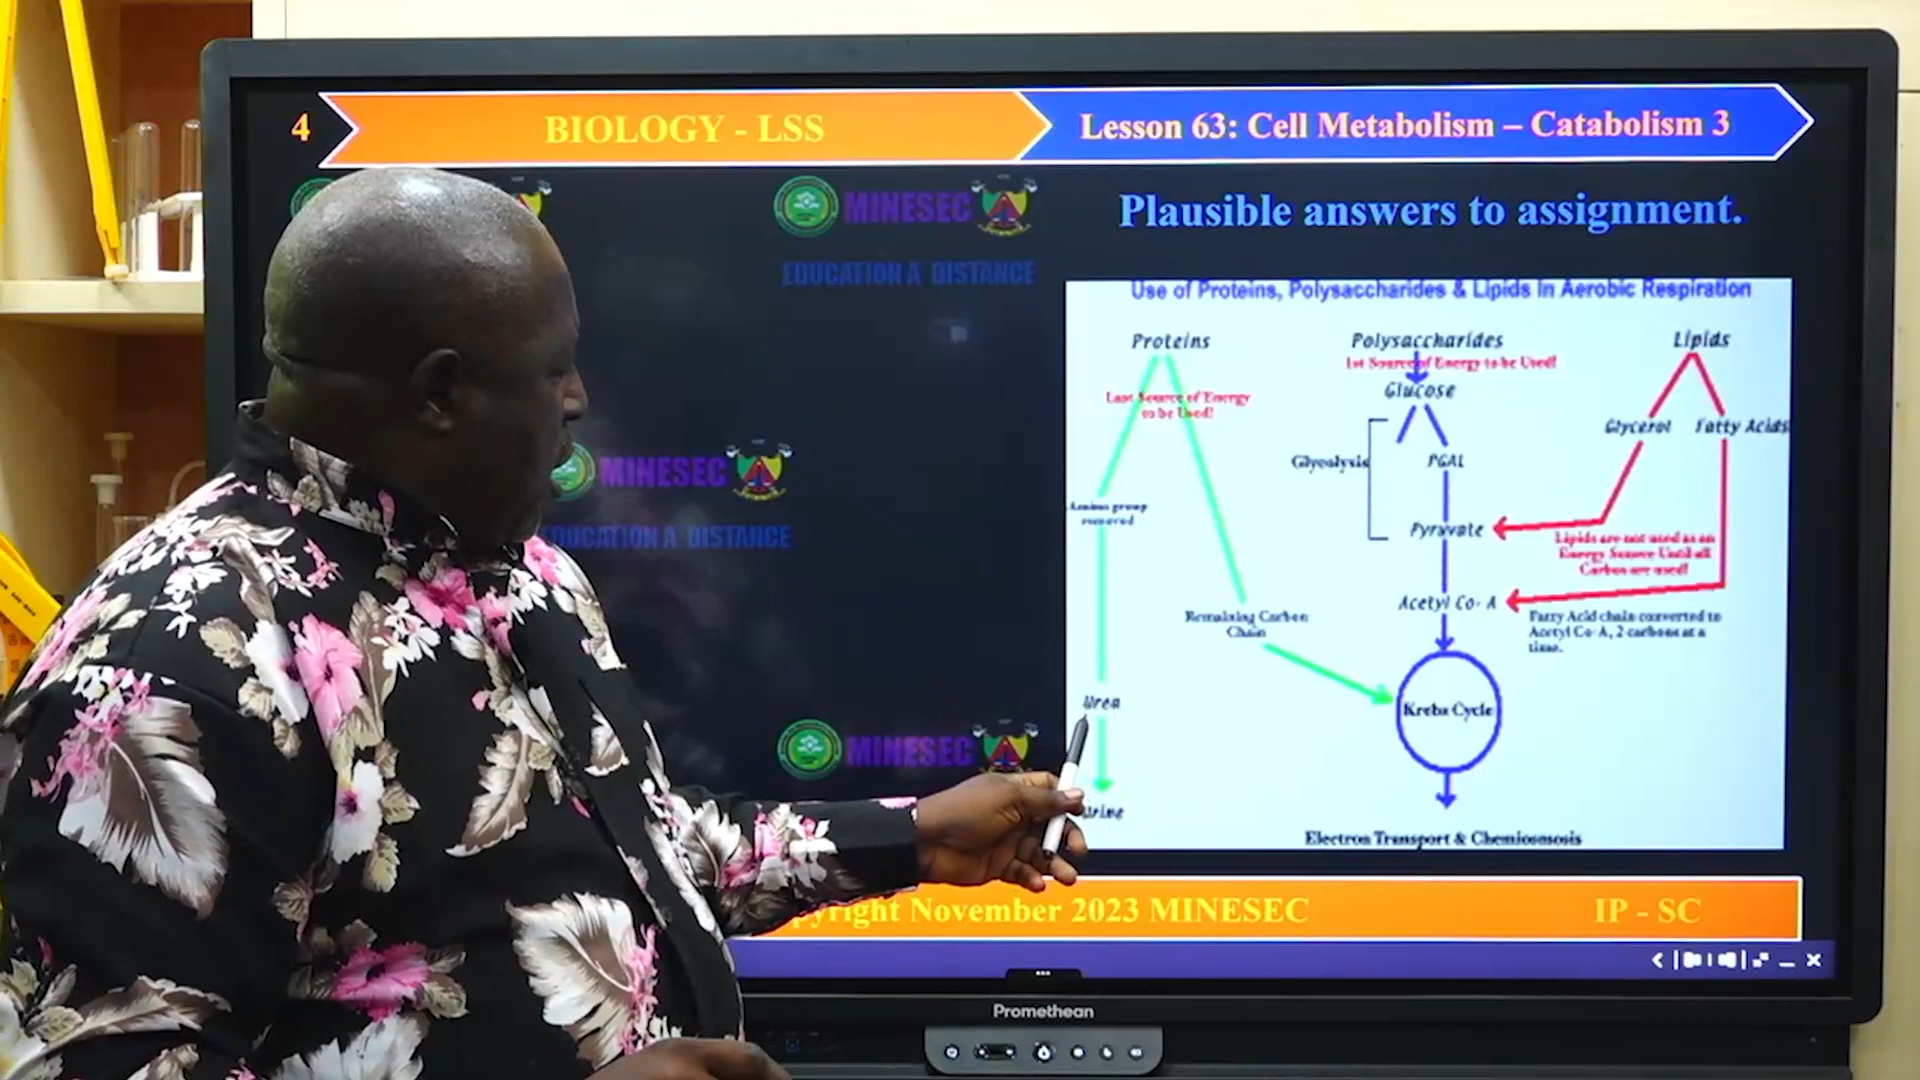 4
BIOLOGY - LSS
Lesson 63: Cell Metabolism – Catabolism 3
MINESEC
EDUCATION A DISTANCE
Plausible answers to assignment.
Use of Proteins, Polysaccharides & Lipids In Aerobic Respiration
Proteins
Polysaccharides
Lipids
1st Source of Energy to be Used!
Last Source of Energy
to be Used!
Glucose
Glycerol
Fatty Acids
Glycolysis
PGAL
MINESEC
EDUCATION A DISTANCE
Amino group
removed
Pyruvate
Lipids are not used as an
Energy Source Until all
Carbos are used!
Acetyl Co-A
Remaining Carbon
Chain
Fatty Acid chain converted to
Acetyl Co-A, 2 carbons at a
time.
Urea
Krebs Cycle
MINESEC
Urine
Electron Transport & Chemiosmosis
pyright November 2023 MINESEC
IP - SC
Promethean